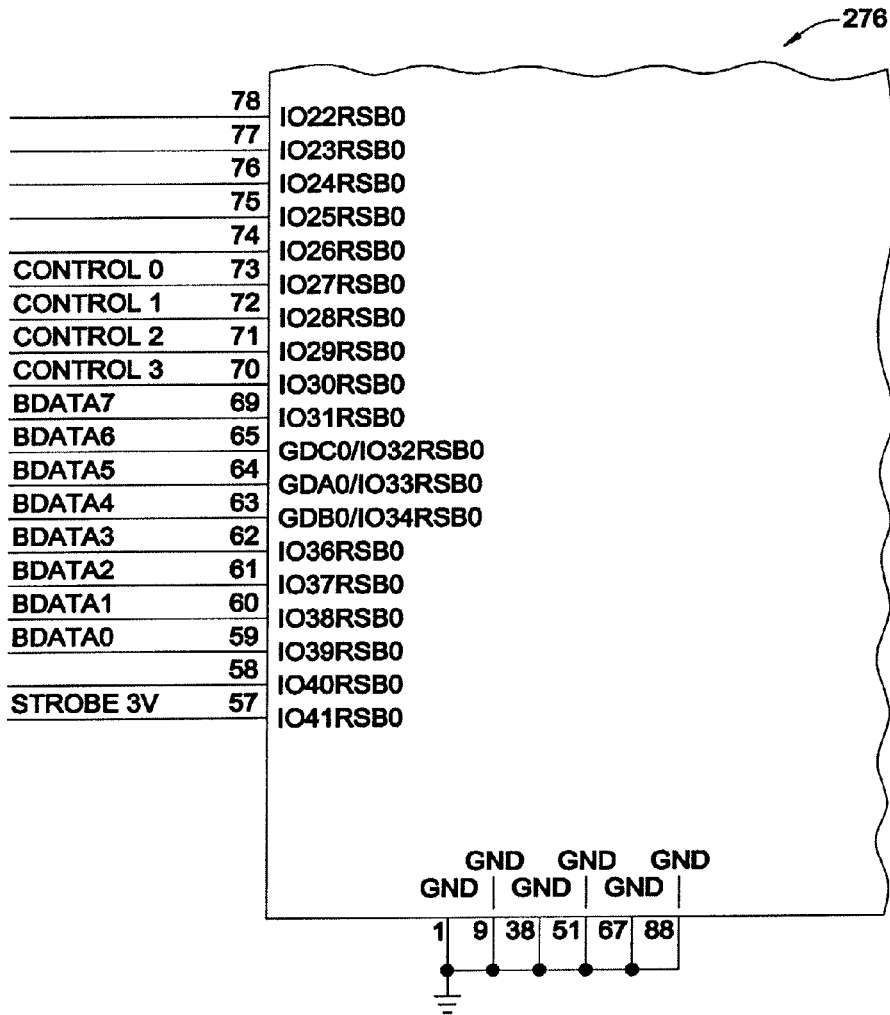 276
78
IO22RSB0
77
IO23RSB0
76
IO24RSB0
75
IO25RSB0
74
IO26RSB0
CONTROL 0 73
IO27RSB0
CONTROL 1 72
IO28RSB0
CONTROL 2 71
IO29RSB0
CONTROL 3 70
IO30RSB0
BDATA7 69
IO31RSB0
BDATA6 65
GDC0/IO32RSB0
BDATA5 64
GDA0/IO33RSB0
BDATA4 63
GDB0/IO34RSB0
BDATA3 62
IO36RSB0
BDATA2 61
IO37RSB0
BDATA1 60
IO38RSB0
BDATA0 59
IO39RSB0
58
IO40RSB0
STROBE 3V 57
IO41RSB0
GND GND GND
GND GND GND
1 9 38 51 67 88